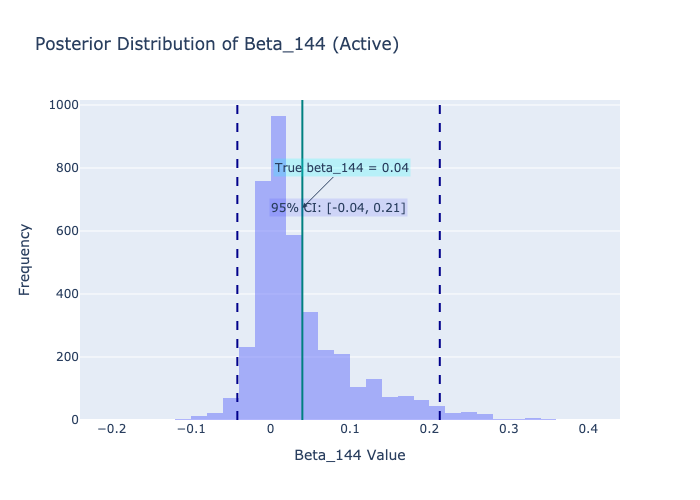 Posterior Distribution of Beta_144 (Active)
1000
800
600
400
200
0
Frequency
True beta_144 = 0.04
95% CI: [-0.04, 0.21]
−0.2
−0.1
0
0.1
0.2
0.3
0.4
Beta_144 Value